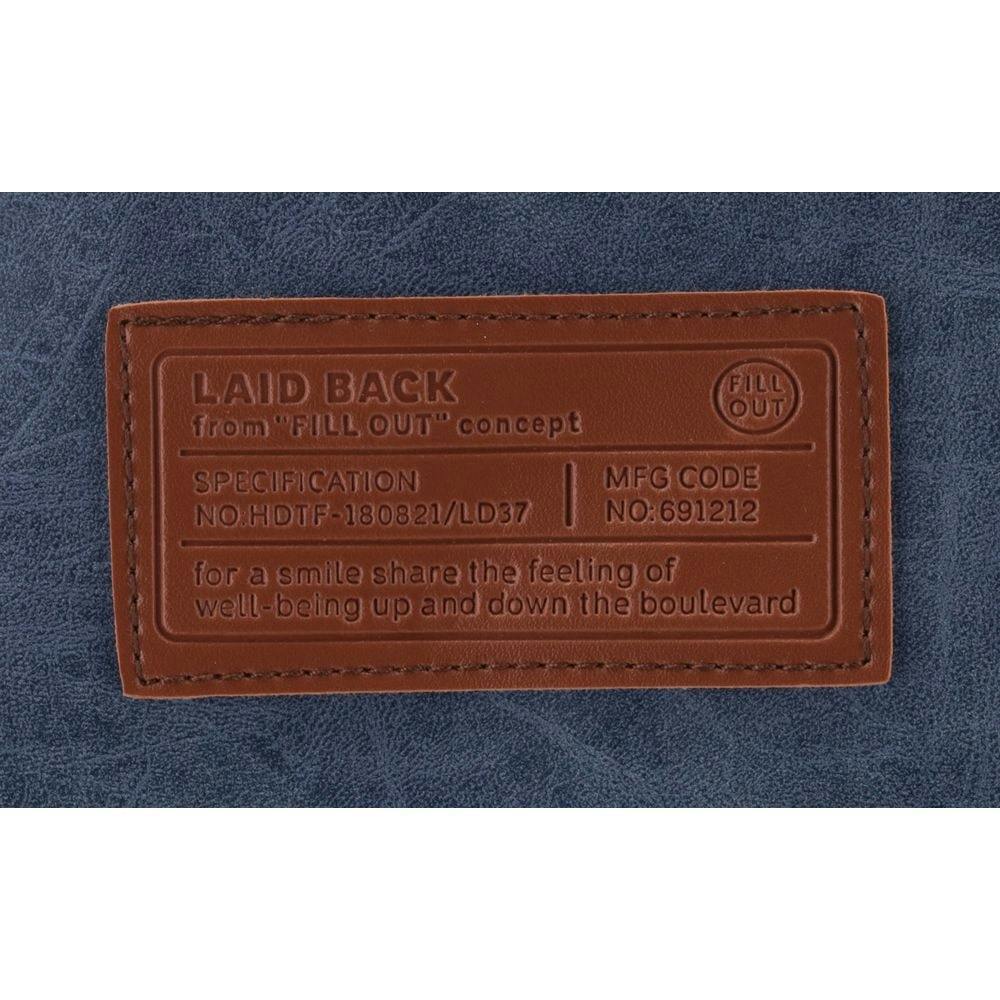 LAID BACK
from "FILL OUT" concept
FILL
OUT
SPECIFICATION
NO:HDTF-180821/LD37
MFG CODE
NO:691212
for a smile share the feeling of
well-being up and down the boulevard